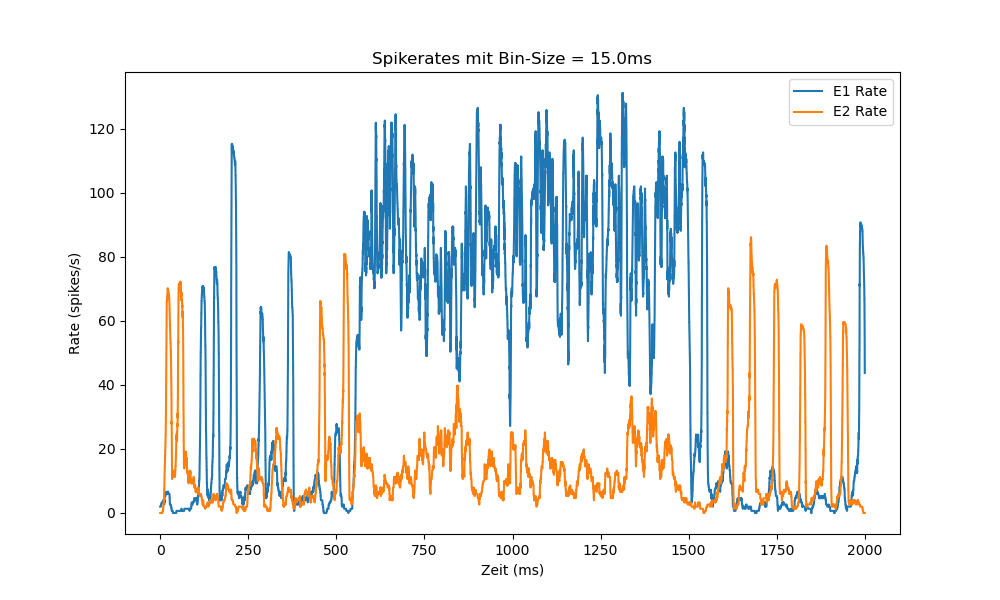 Spikerates mit Bin-Size = 15.0ms
E1 Rate
E2 Rate
120
100
80
60
40
20
0
Rate (spikes/s)
0 250 500 750 1000 1250 1500 1750 2000
Zeit (ms)